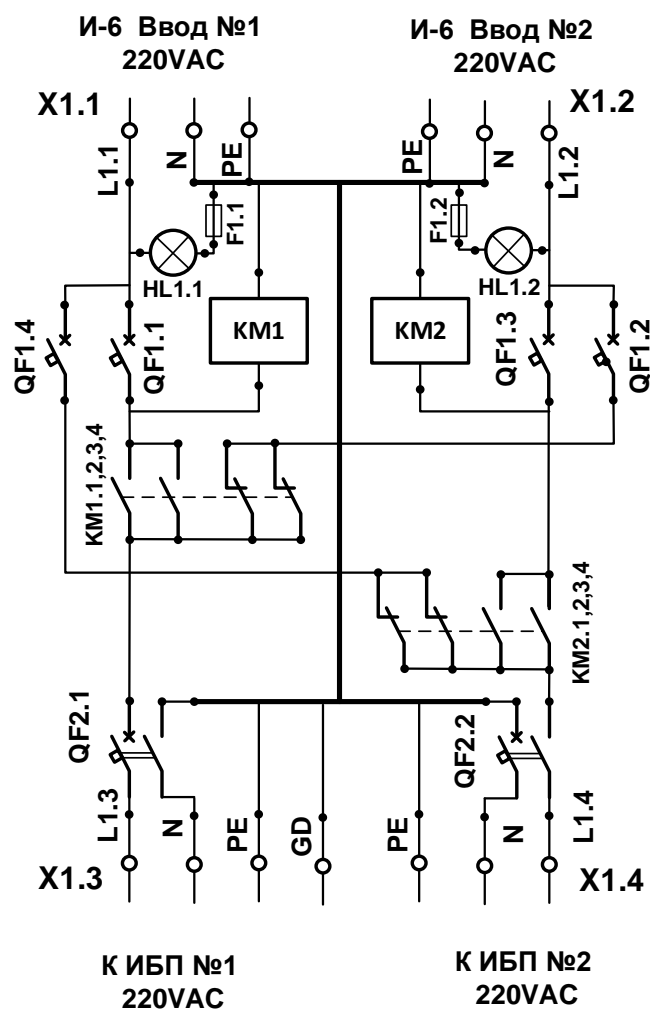 И-6 Ввод №1
220VAC
И-6 Ввод №2
220VAC
X1.1
X1.2
L1.1
N
PE
PE
N
L1.2
F1.1
F1.2
HL1.1
HL1.2
QF1.4
QF1.1
KM1
KM2
QF1.3
QF1.2
KM1.1,2,3,4
KM2.1,2,3,4
QF2.1
QF2.2
L1.3
N
PE
GD
PE
N
L1.4
X1.3
X1.4
К ИБП №1
220VAC
К ИБП №2
220VAC